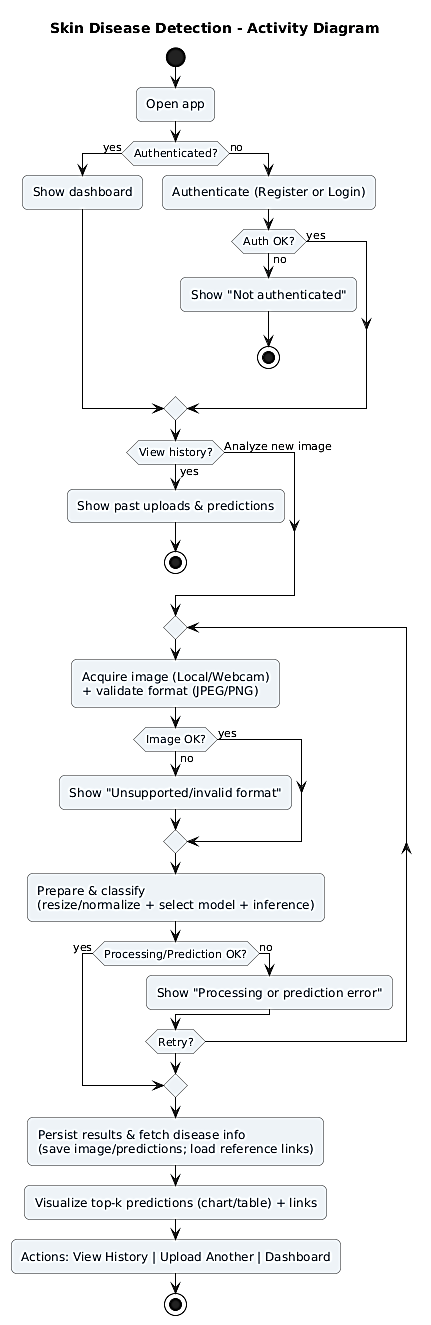 Skin Disease Detection - Activity Diagram
Open app
Authenticated?
yes
no
Show dashboard
Authenticate (Register or Login)
Auth OK?
yes
no
Show "Not authenticated"
View history?
Analyze new image
yes
Show past uploads & predictions
Acquire image (Local/Webcam)
+ validate format (JPEG/PNG)
Image OK?
yes
no
Show "Unsupported/invalid format"
Prepare & classify
(resize/normalize + select model + inference)
yes
Processing/Prediction OK?
no
Show "Processing or prediction error"
Retry?
Persist results & fetch disease info
(save image/predictions; load reference links)
Visualize top-k predictions (chart/table) + links
Actions: View History | Upload Another | Dashboard